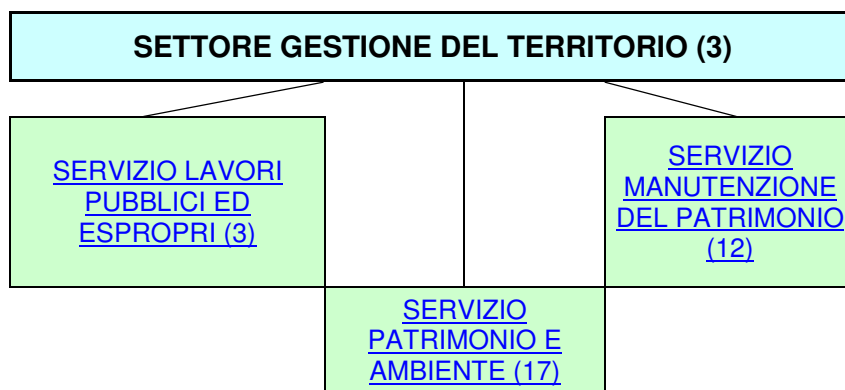 SETTORE GESTIONE DEL TERRITORIO (3)
SERVIZIO LAVORI
PUBBLICI ED
ESPROPRI (3)
SERVIZIO
MANUTENZIONE
DEL PATRIMONIO
(12)
SERVIZIO
PATRIMONIO E
AMBIENTE (17)